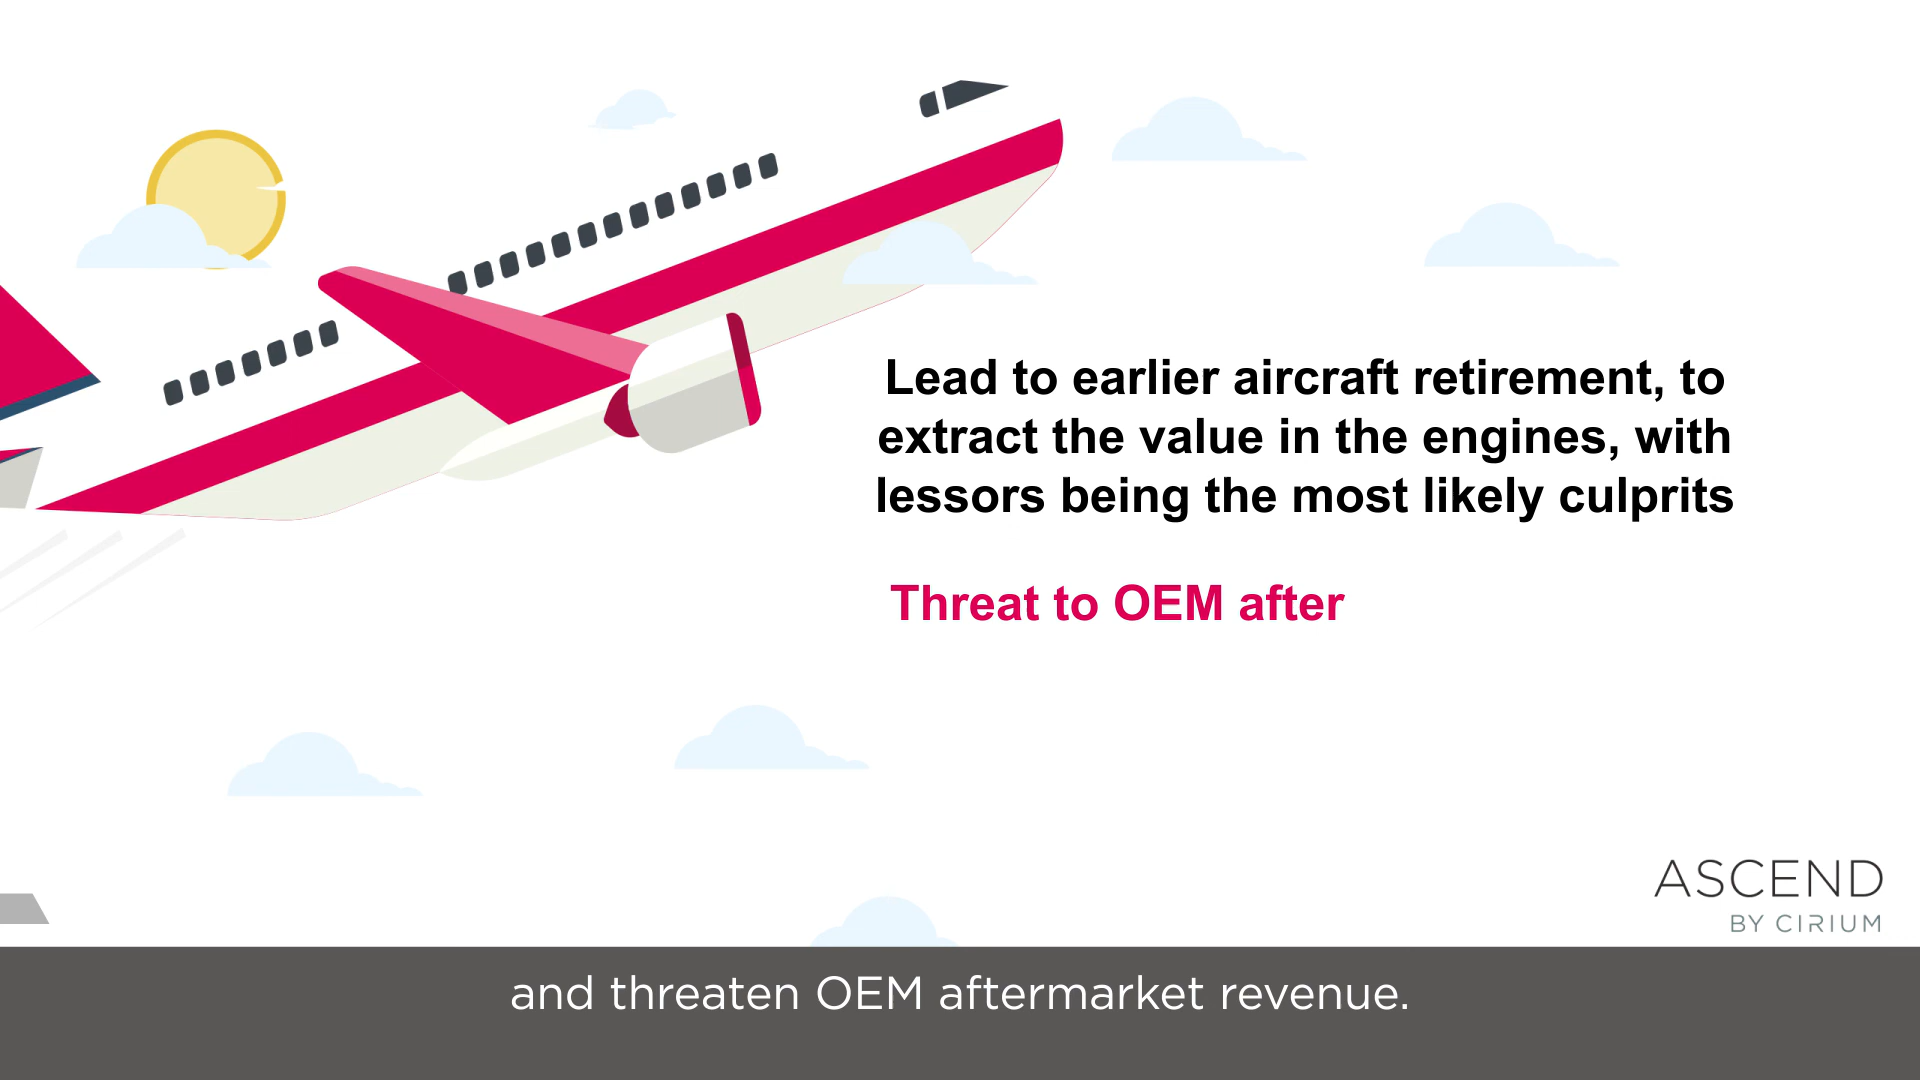 Lead to earlier aircraft retirement, to
extract the value in the engines, with
lessors being the most likely culprits
Threat to OEM after
ASCEND
BY CIRIUM
and threaten OEM aftermarket revenue.